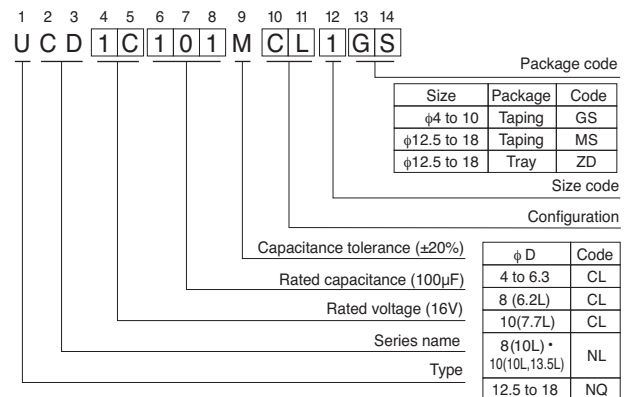 1 2 3 4 5 6 7 8 9 10 11 12 13 14
U C D 1 C 1 0 1 M C L 1 G S
Package code
Size Package Code
φ4 to 10 Taping GS
φ12.5 to 18 Taping MS
φ12.5 to 18 Tray ZD
Size code
Configuration
φ D Code
4 to 6.3 CL
8 (6.2L) CL
10(7.7L) CL
8(10L) •
10(10L,13.5L) NL
12.5 to 18 NQ
Capacitance tolerance (±20%)
Rated capacitance (100μF)
Rated voltage (16V)
Series name
Type